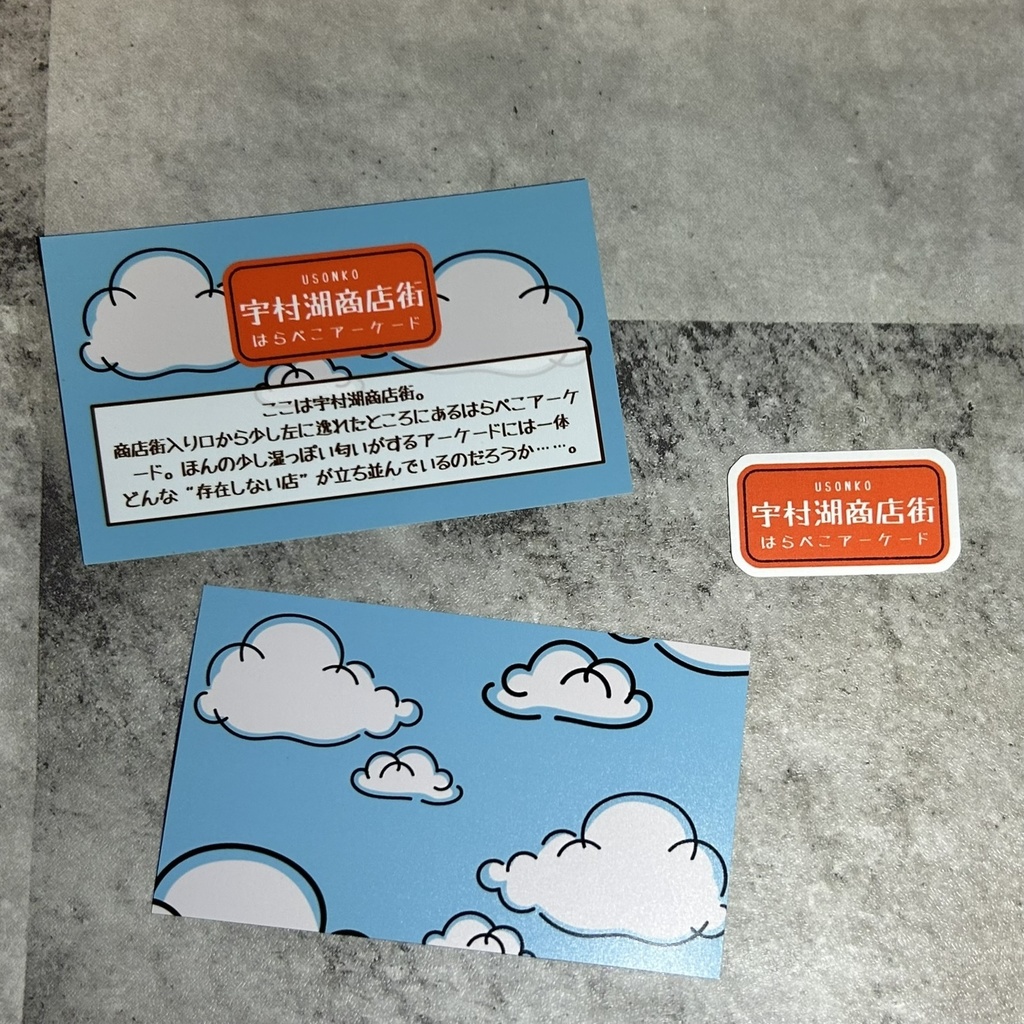 USONKO
宇村湖商店街
はらぺこアーケード
ここは宇村湖商店街。
商店街入り口から少し左に逸れたところにあるはらぺこアーケ
ード。ほんの少し湿っぽい匂いがするアーケードには一体
どんな“存在しない店”が立ち並んでいるのだろうか……。
USONKO
宇村湖商店街
はらぺこアーケード